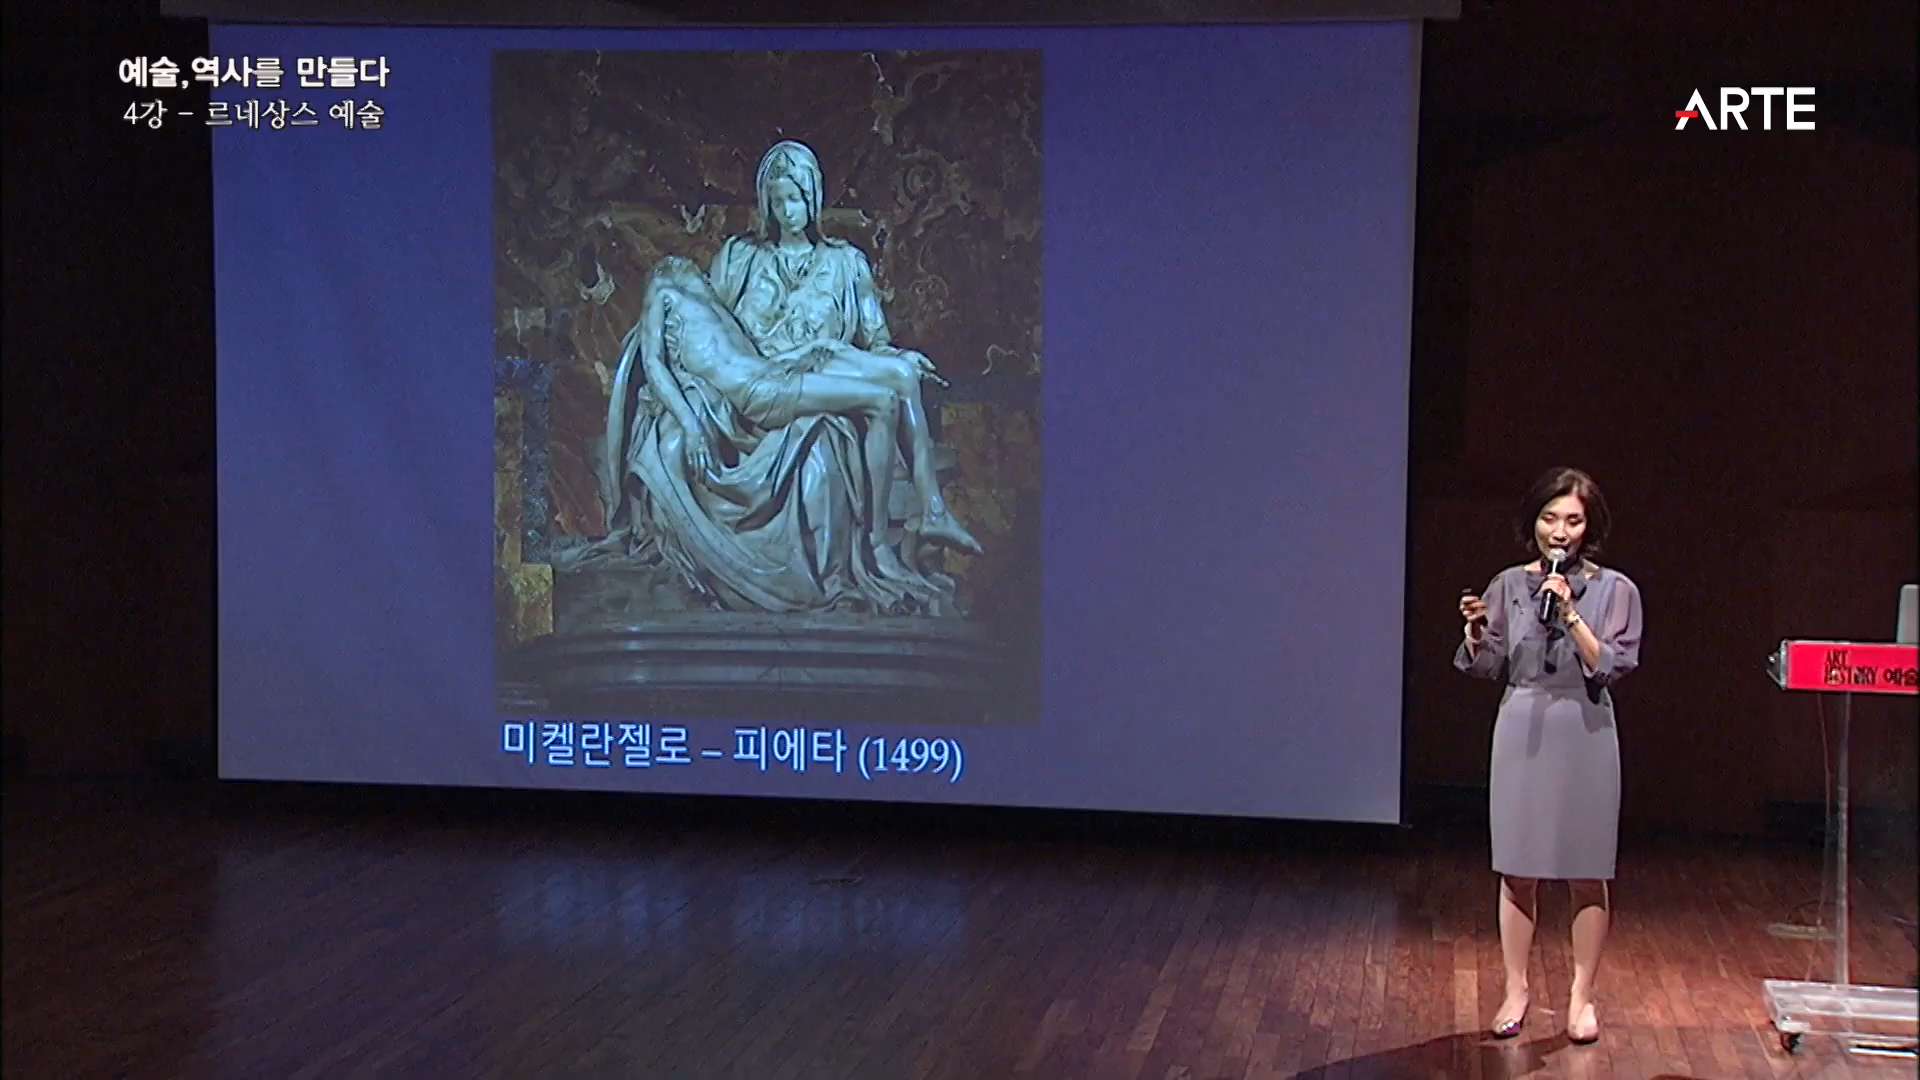 예술,역사를 만들다
4강 - 르네상스 예술
ARTE
미켈란젤로 – 피에타 (1499)
ART
HISTORY 예술